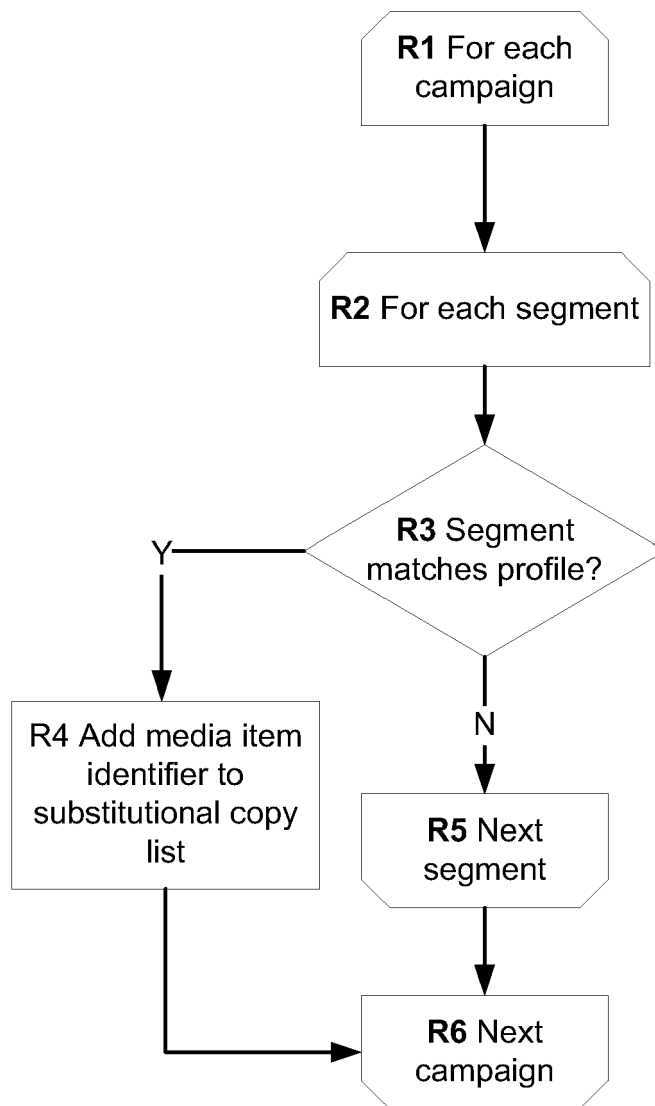 R1 For each
campaign
R2 For each segment
R3 Segment
matches profile?
Y
N
R4 Add media item
identifier to
substitutional copy
list
R5 Next
segment
R6 Next
campaign